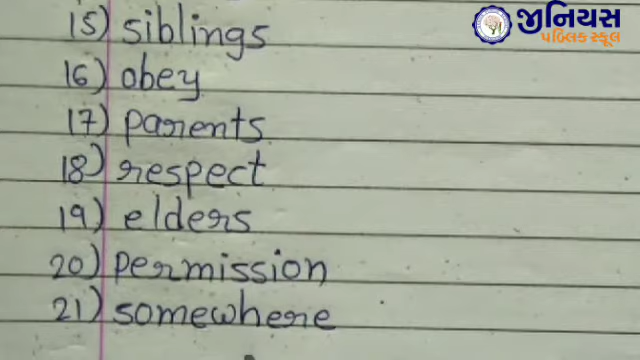 જીનિયસ
પબ્લિક સ્કૂલ
15) siblings
16) obey
17) parents
18) respect
19) elders
20) permission
21) somewhere